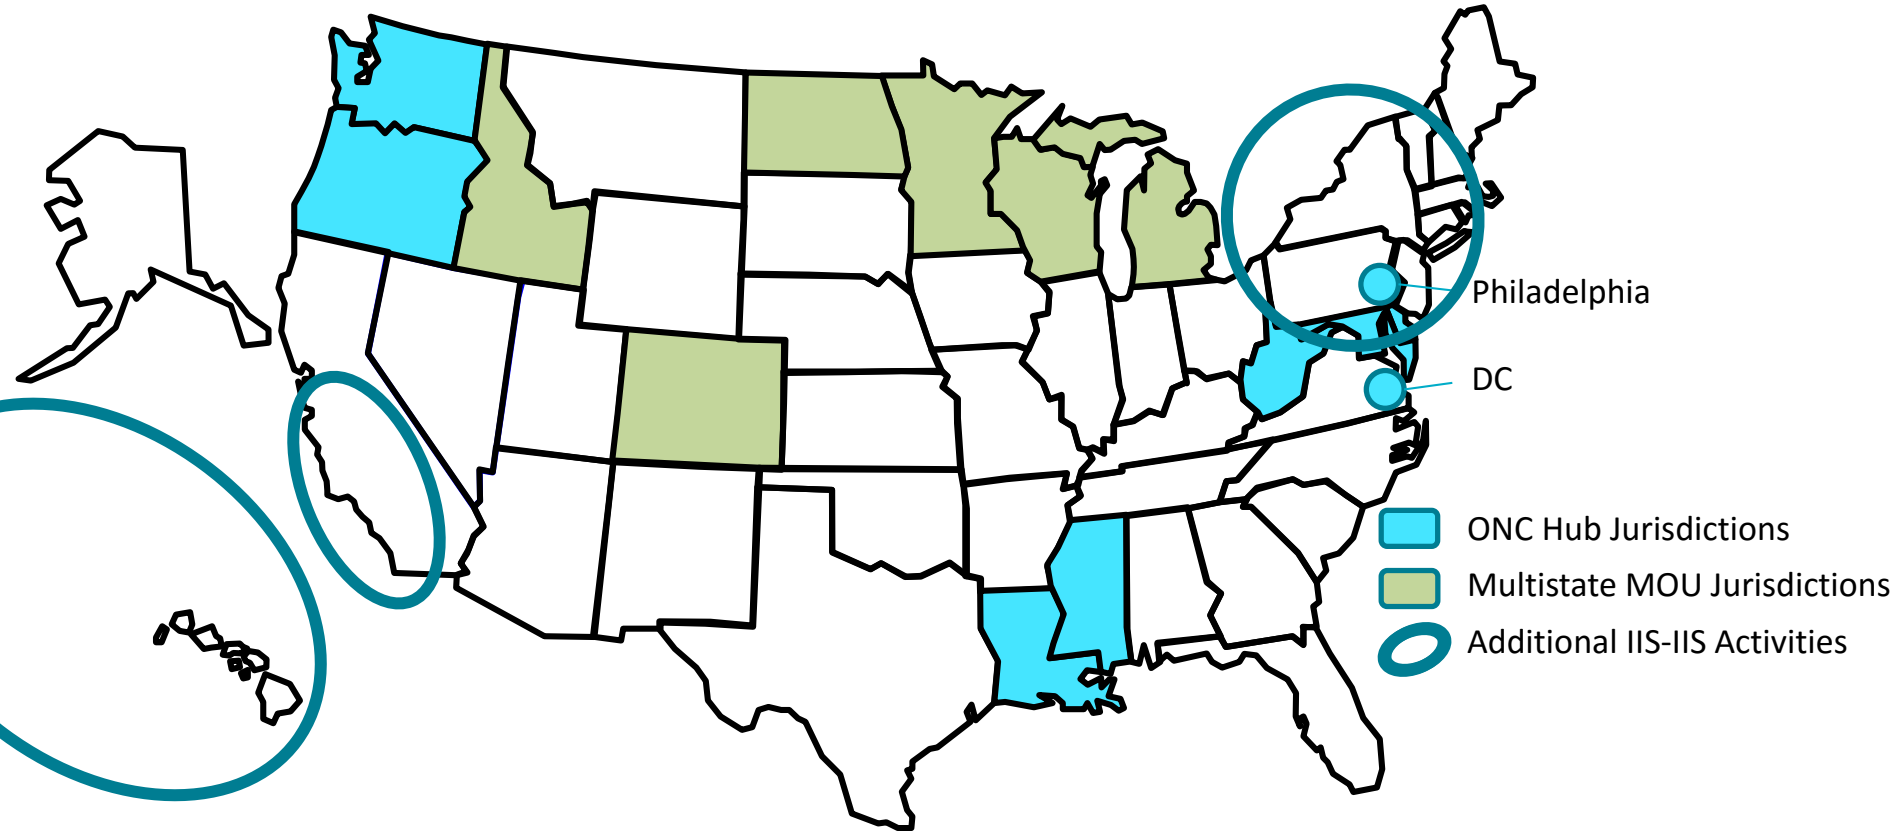 Philadelphia
DC
ONC Hub Jurisdictions
Multistate MOU Jurisdictions
Additional IIS-IIS Activities